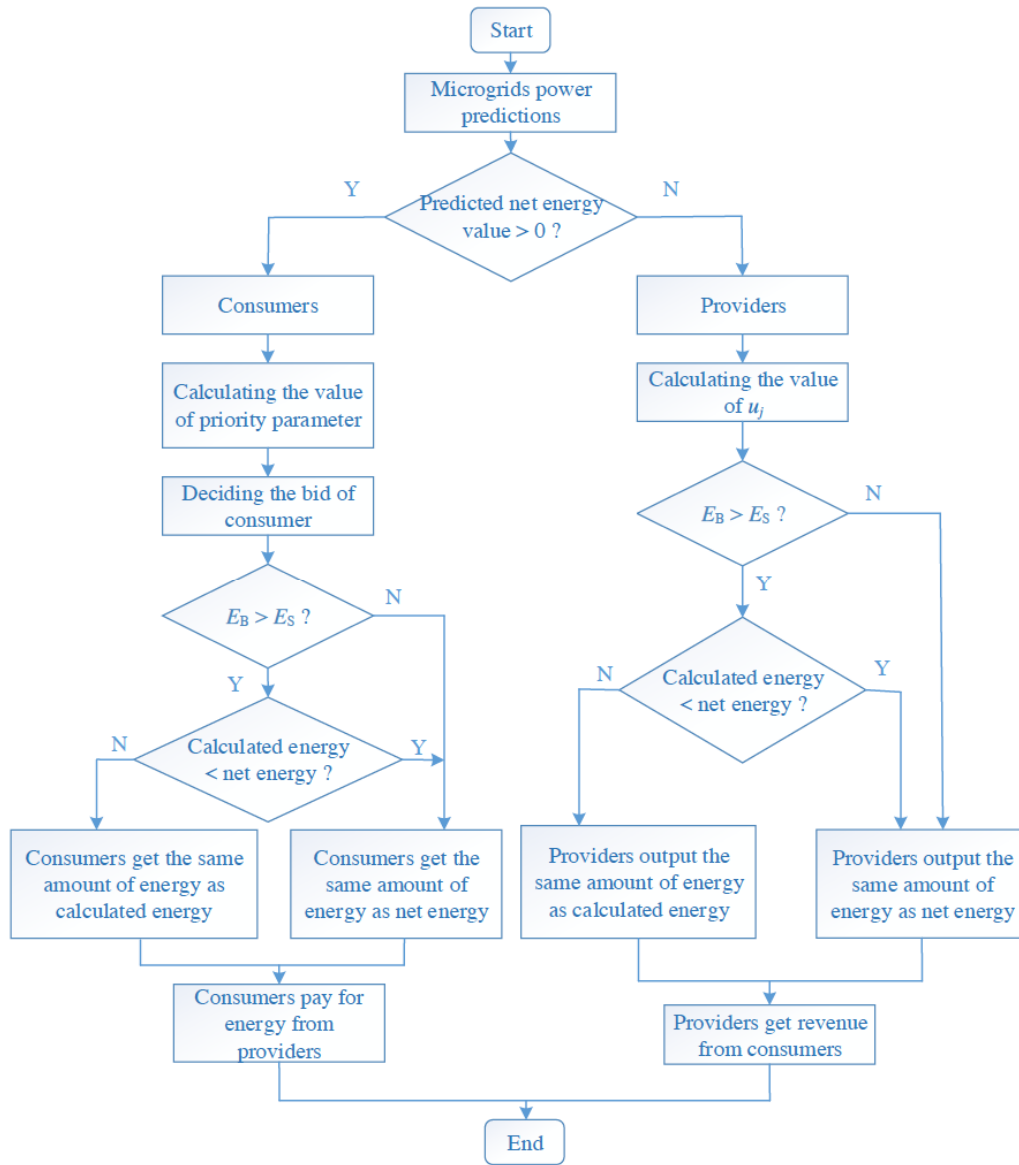 Start
Microgrids power
predictions
Predicted net energy
value > 0 ?
Y
N
Consumers
Providers
Calculating the value
of priority parameter
Calculating the value
of uj
Deciding the bid of
consumer
EB > ES ?
N
Y
EB > ES ?
N
Y
Calculated energy
< net energy ?
N
Y
Calculated energy
< net energy ?
N
Y
Consumers get the same
amount of energy as
calculated energy
Consumers get the
same amount of
energy as net energy
Providers output the
same amount of energy
as calculated energy
Providers output the
same amount of
energy as net energy
Consumers pay for
energy from
providers
Providers get revenue
from consumers
End